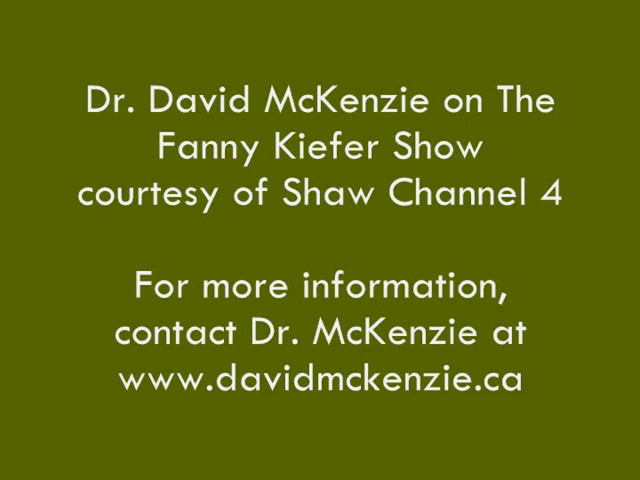 Dr. David McKenzie on The
Fanny Kiefer Show
courtesy of Shaw Channel 4
For more information,
contact Dr. McKenzie at
www.davidmckenzie.ca